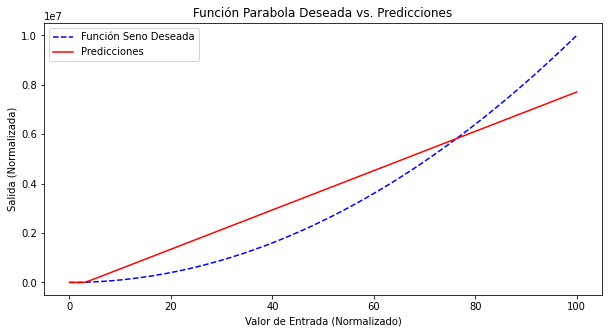 Función Parabola Deseada vs. Predicciones
1e7
Función Seno Deseada
Predicciones
Salida (Normalizada)
1.0
0.8
0.6
0.4
0.2
0.0
0
20
40
60
80
100
Valor de Entrada (Normalizado)